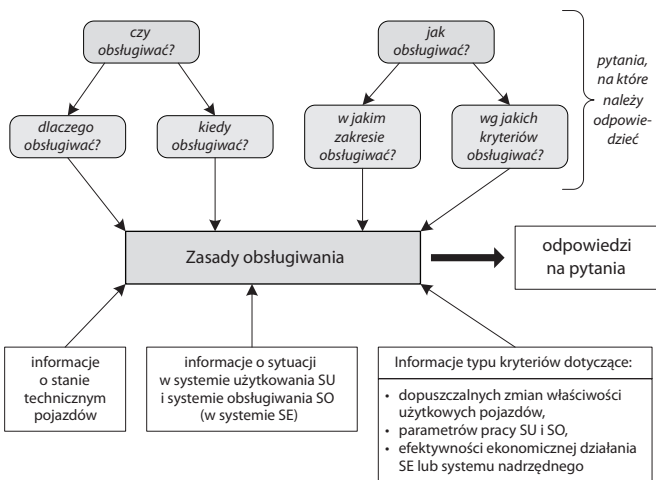 czy
obsługiwać?
jak
obsługiwać?
pytania,
na które
należy
odpowie-
dzieć
dlaczego
obsługiwać?
kiedy
obsługiwać?
w jakim
zakresie
obsługiwać?
wg jakich
kryteriów
obsługiwać?
Zasady obsługiwania
odpowiedzi
na pytania
informacje
o stanie
technicznym
pojazdów
informacje o sytuacji
w systemie użytkowania SU
i systemie obsługiwania SO
(w systemie SE)
Informacje typu kryteriów dotyczące:
• dopuszczalnych zmian właściwości
użytkowych pojazdów,
• parametrów pracy SU i SO,
• efektywności ekonomicznej działania
SE lub systemu nadrzędnego